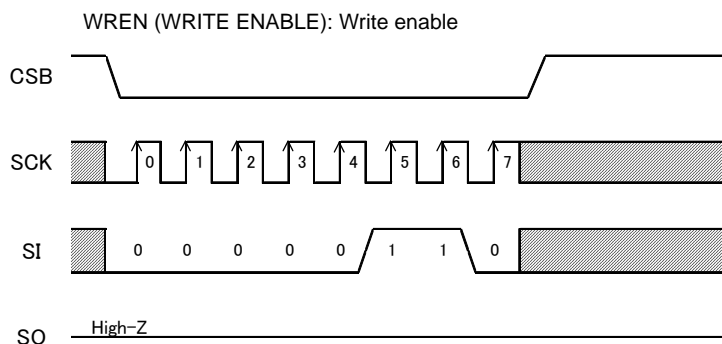 WREN (WRITE ENABLE): Write enable
CSB
SCK 0 1 2 3 4 5 6 7
SI 0 0 0 0 0 1 1 0
High-Z
SO